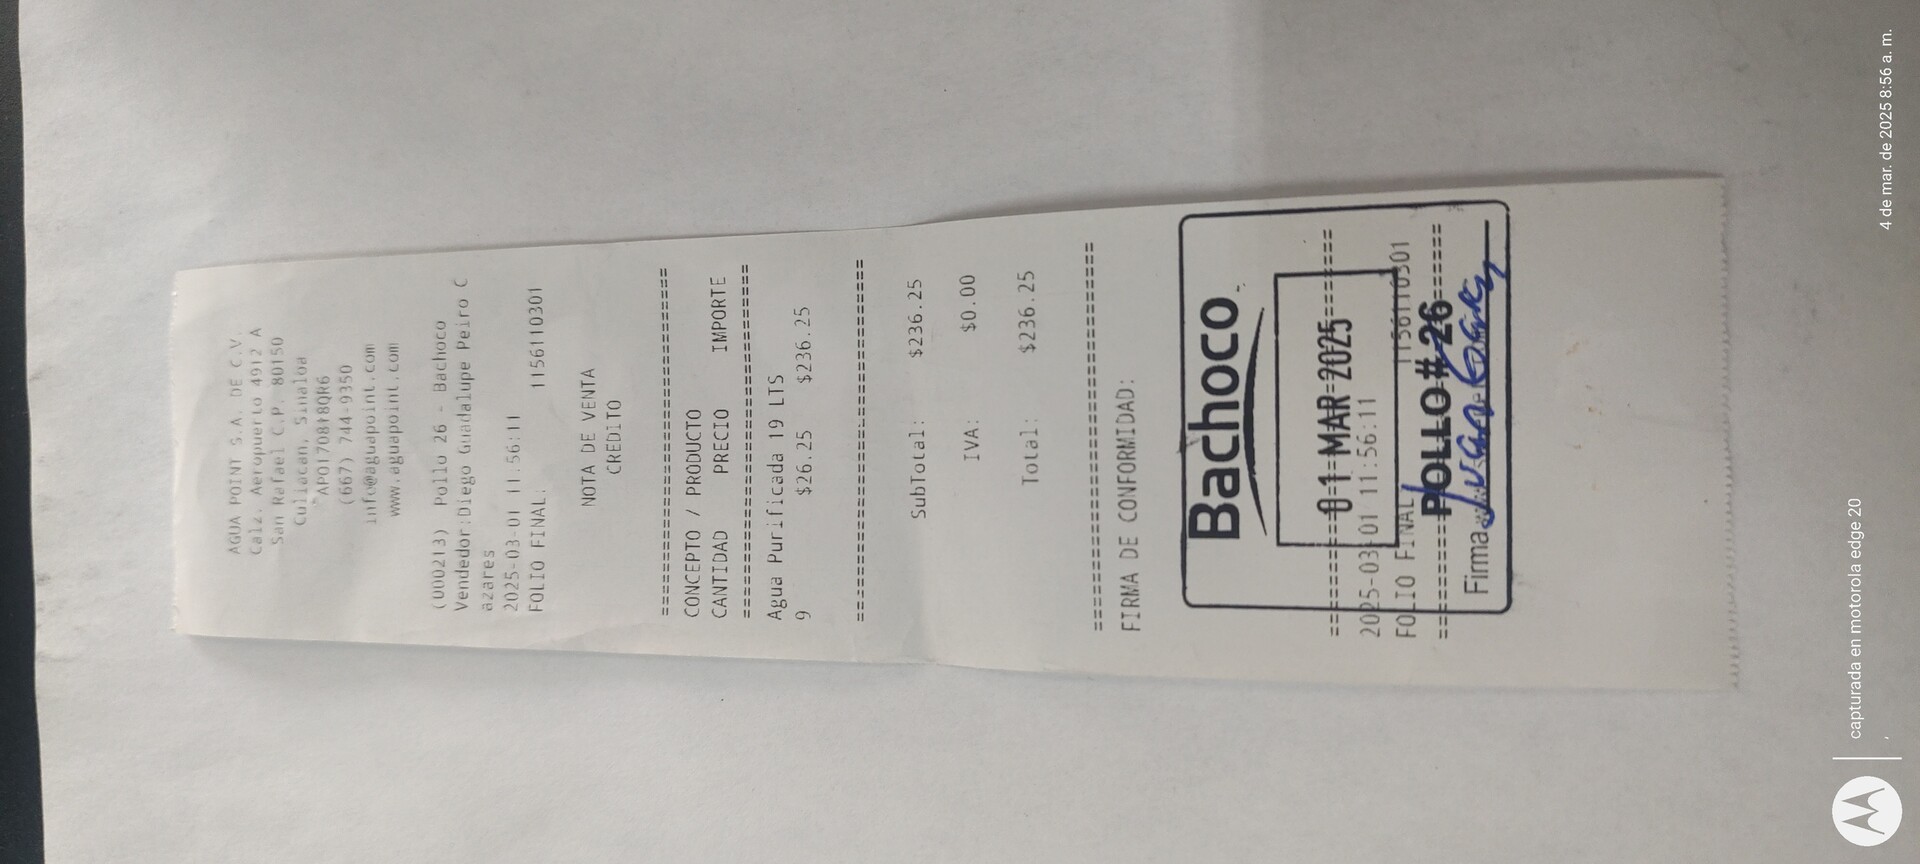 AGUA POINT S.A. DE C.V.
Calz. Aeropuerto 4912 A
San Rafael C.P. 80150
Culiacan, Sinaloa
APO170818QR6
(667) 744-9350
info@aguapoint.com
www.aguapoint.com
(000213) Pollo 26 - Bachoco
Vendedor:Diego Guadalupe Peiro C
azares
2025-03-01 11:56:11
FOLIO FINAL: 1156110301
NOTA DE VENTA
CREDITO
================================
CONCEPTO / PRODUCTO
CANTIDAD PRECIO IMPORTE
================================
Agua Purificada 19 LTS
9 $26.25 $236.25
================================
SubTotal: $236.25
IVA: $0.00
Total: $236.25
================================
FIRMA DE CONFORMIDAD:
Bachoco
01 MAR 2025
2025-03-01 11:56:11
FOLIO FINAL 1156110301
POLLO# 26
Firma
4 de mar. de 2025 8:56 a. m.
capturada en motorola edge 20